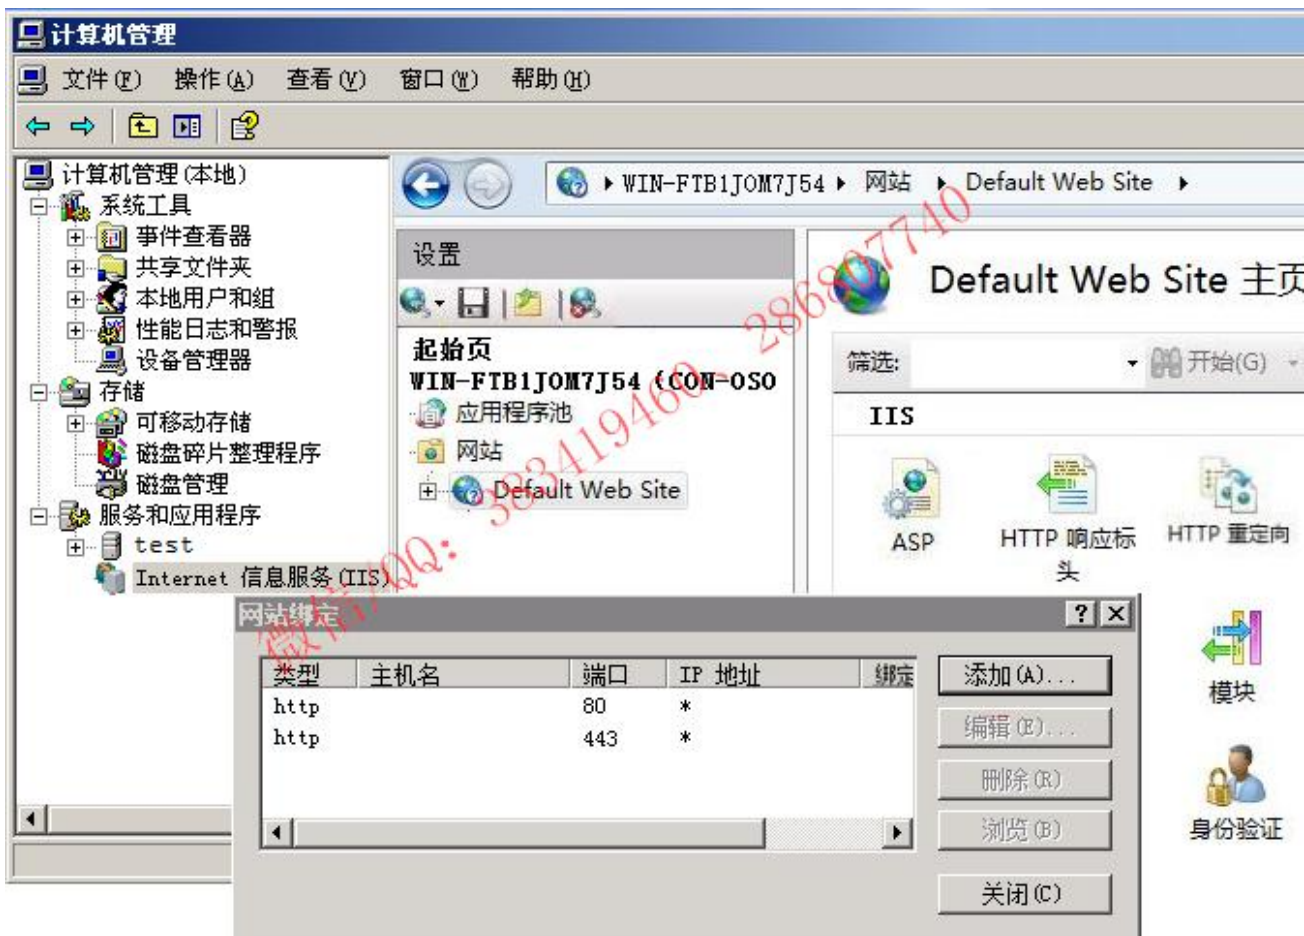 计算机管理
文件(F) 操作(A) 查看(V) 窗口(W) 帮助(H)
计算机管理(本地)
系统工具
事件查看器
共享文件夹
本地用户和组
性能日志和警报
设备管理器
存储
可移动存储
磁盘碎片整理程序
磁盘管理
服务和应用程序
test
Internet 信息服务(IIS)
WIN-FTB1JOM7J54 网站 Default Web Site
设置
起始页
WIN-FTB1JOM7J54 (CON-OSO
应用程序池
网站
Default Web Site
Default Web Site 主页
筛选: 开始(G)
IIS
ASP
HTTP 响应标
头
HTTP 重定向
模块
身份验证
网站绑定
类型 主机名 端口 IP 地址 绑定
http 80 *
http 443 *
添加(A)...
编辑(E)...
删除(R)
浏览(B)
关闭(C)
微信/QQ：383419460、286807740